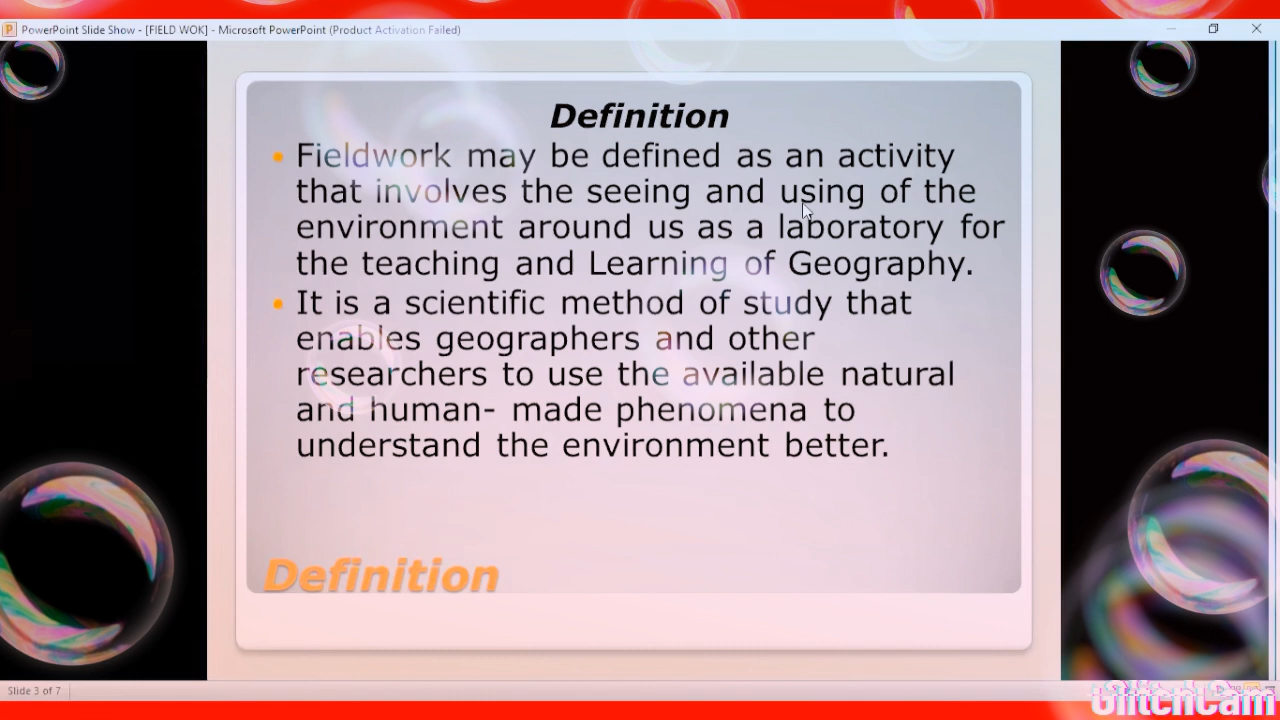 PowerPoint Slide Show - [FIELD WOK] - Microsoft PowerPoint (Product Activation Failed)
Definition
• Fieldwork may be defined as an activity
that involves the seeing and using of the
environment around us as a laboratory for
the teaching and Learning of Geography.
• It is a scientific method of study that
enables geographers and other
researchers to use the available natural
and human- made phenomena to
understand the environment better.
Definition
Slide 3 of 7
GlitchCam